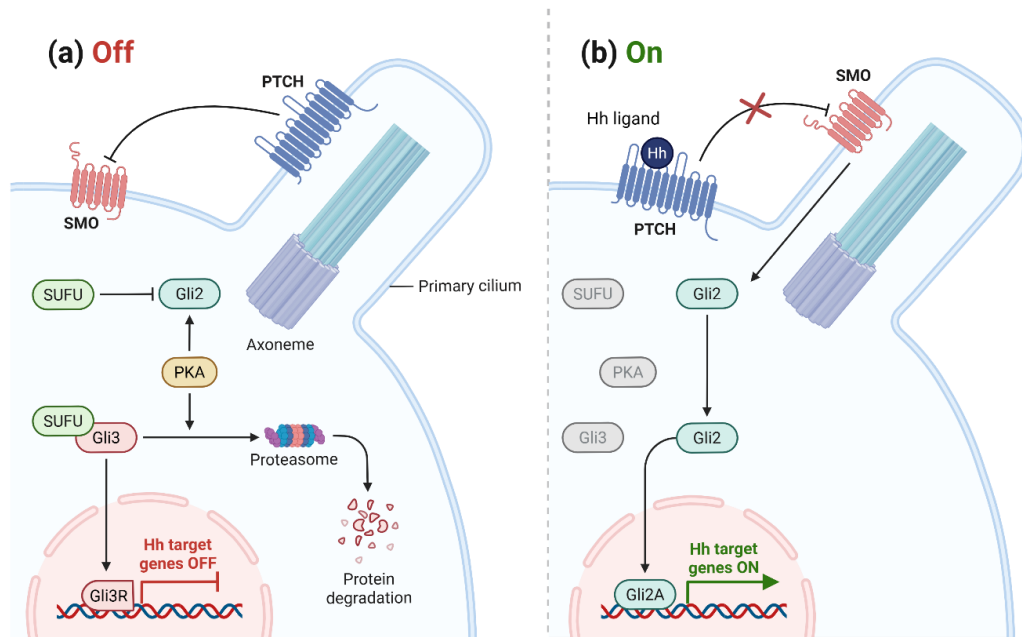 (a) Off
PTCH
SMO
SUFU
Gli2
Primary cilium
Axoneme
PKA
SUFU
Gli3
Proteasome
Hh target
genes OFF
Gli3R
Protein
degradation
(b) On
SMO
Hh ligand
Hh
PTCH
SUFU
Gli2
PKA
Gli3
Gli2
Hh target
genes ON
Gli2A